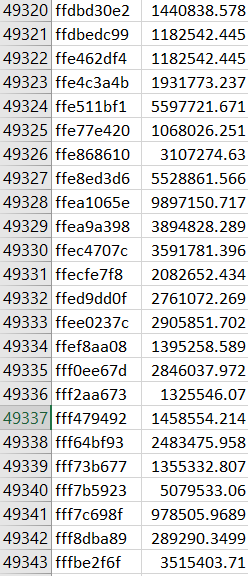 49320 ffdbd30e2 1440838.578
49321 ffdbedc99 1182542.445
49322 ffe462df4 1182542.445
49323 ffe4c3a4b 1931773.237
49324 ffe511bf1 5597721.671
49325 ffe77e420 1068026.251
49326 ffe868610 3107274.63
49327 ffe8ed3d6 5528861.566
49328 ffea1065e 9897150.717
49329 ffea9a398 3894828.289
49330 ffec4707c 3591781.396
49331 ffecfe7f8 2082652.434
49332 ffed9dd0f 2761072.269
49333 ffee0237c 2905851.702
49334 ffef8aa08 1395258.589
49335 fff0ee67d 2846037.972
49336 fff2aa673 1325546.07
49337 fff479492 1458554.214
49338 fff64bf93 2483475.958
49339 fff73b677 1355332.807
49340 fff7b5923 5079533.06
49341 fff7c698f 978505.9689
49342 fff8dba89 289290.3499
49343 fffbe2f6f 3515403.71